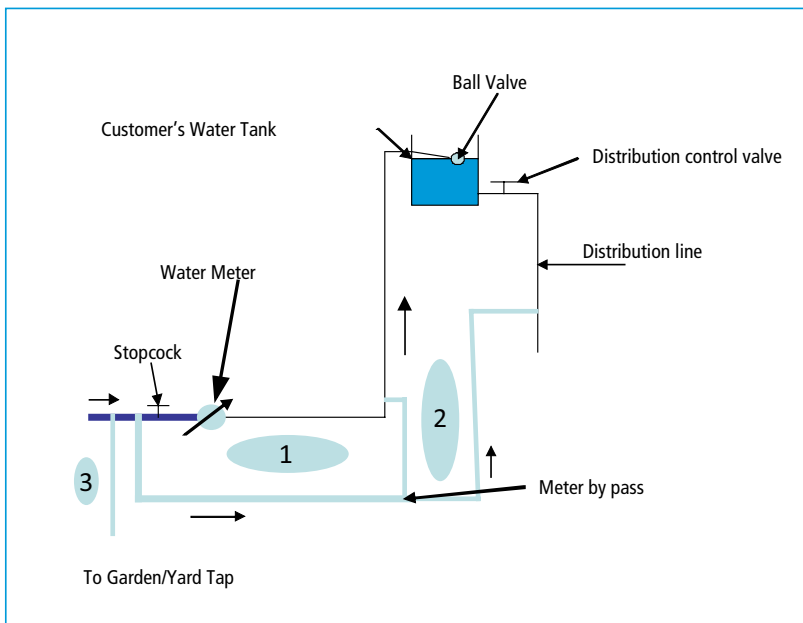 Ball Valve
Customer's Water Tank
Distribution control valve
Distribution line
Water Meter
Stopcock
2
1
3
Meter by pass
To Garden/Yard Tap